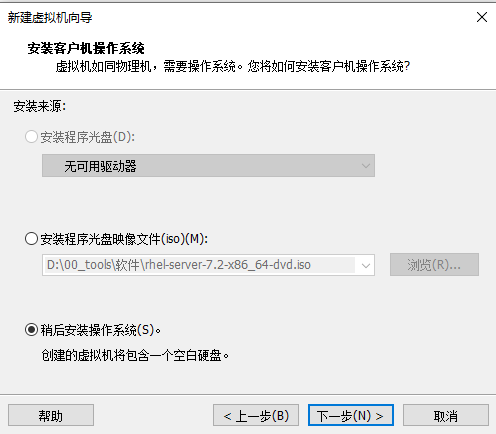 新建虚拟机向导
安装客户机操作系统
虚拟机如同物理机，需要操作系统。您将如何安装客户机操作系统?
安装来源:
安装程序光盘(D):
无可用驱动器
安装程序光盘映像文件(iso)(M):
D:\00_tools\软件\rhel-server-7.2-x86_64-dvd.iso
浏览(R)...
稍后安装操作系统(S)。
创建的虚拟机将包含一个空白硬盘。
帮助
< 上一步(B)
下一步(N) >
取消